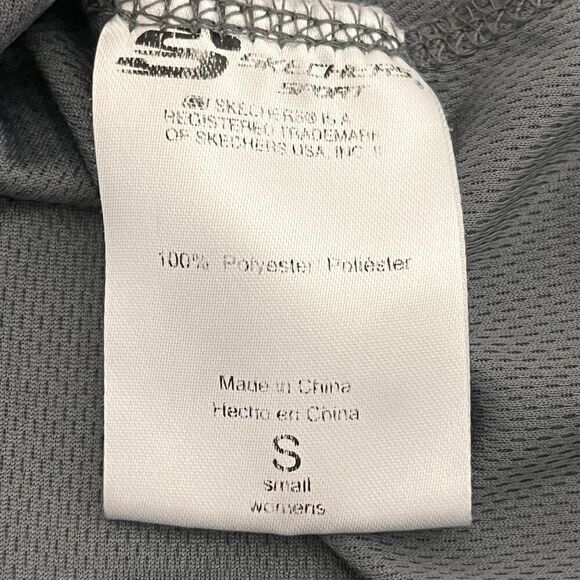 S
SKECHERS
SPORT
SKECHERS® IS A
REGISTERED TRADEMARK
OF SKECHERS USA, INC. II
100% Polyester/Poliéster
Made in China
Hecho en China
S
small
womens